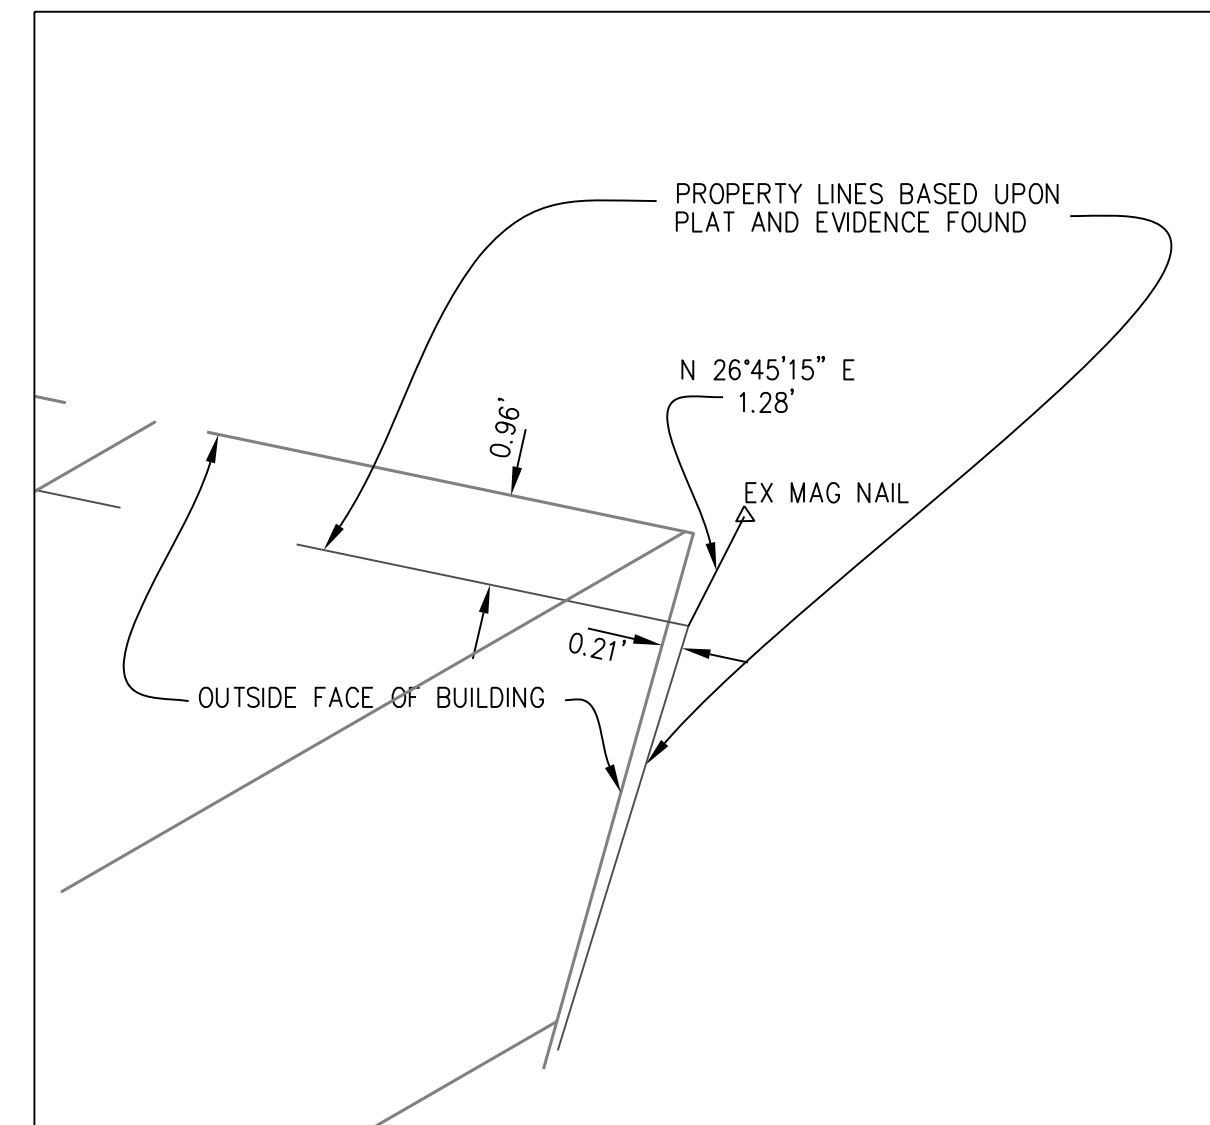 PROPERTY LINES BASED UPON
PLAT AND EVIDENCE FOUND
N 26°45'15" E
1.28'
0.96'
EX MAG NAIL
0.21'
OUTSIDE FACE OF BUILDING